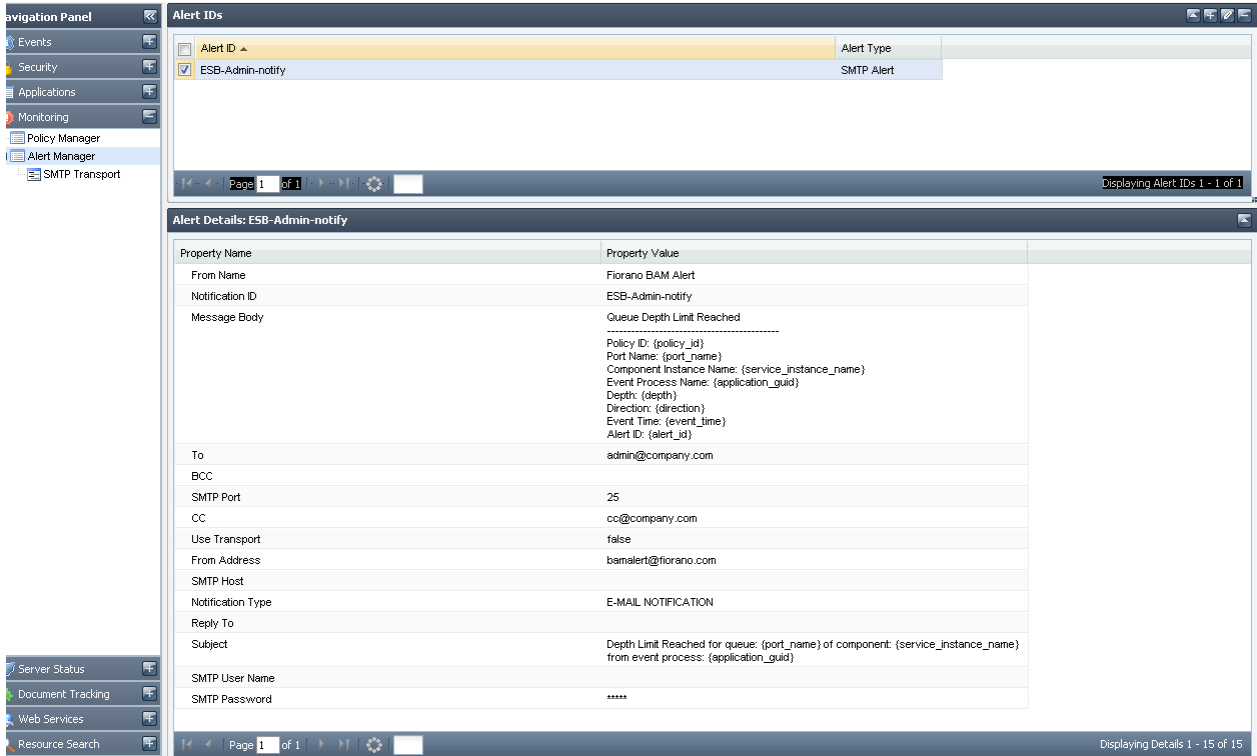 avigation Panel
Events
Security
Applications
Monitoring
Policy Manager
Alert Manager
SMTP Transport
Server Status
Document Tracking
Web Services
Resource Search
Alert IDs
Alert ID Alert Type
ESB-Admin-notify SMTP Alert
Page 1 of 1 Displaying Alert IDs 1 - 1 of 1
Alert Details: ESB-Admin-notify
Property Name Property Value
From Name Fiorano BAM Alert
Notification ID ESB-Admin-notify
Message Body Queue Depth Limit Reached
-------------------------------------------
Policy ID: {policy_id}
Port Name: {port_name}
Component Instance Name: {service_instance_name}
Event Process Name: {application_guid}
Depth: {depth}
Direction: {direction}
Event Time: {event_time}
Alert ID: {alert_id}
To admin@company.com
BCC
SMTP Port 25
CC cc@company.com
Use Transport false
From Address bamalert@fiorano.com
SMTP Host
Notification Type E-MAIL NOTIFICATION
Reply To
Subject Depth Limit Reached for queue: {port_name} of component: {service_instance_name}
from event process: {application_guid}
SMTP User Name
SMTP Password *****
Page 1 of 1 Displaying Details 1 - 15 of 15